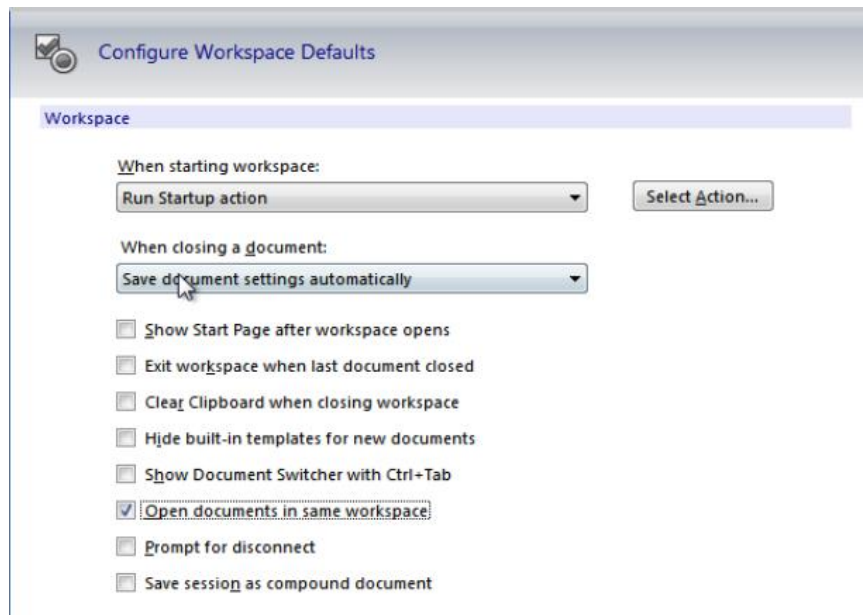 Configure Workspace Defaults
Workspace
When starting workspace:
Run Startup action
Select Action...
When closing a document:
Save document settings automatically
Show Start Page after workspace opens
Exit workspace when last document closed
Clear Clipboard when closing workspace
Hide built-in templates for new documents
Show Document Switcher with Ctrl+Tab
Open documents in same workspace
Prompt for disconnect
Save session as compound document